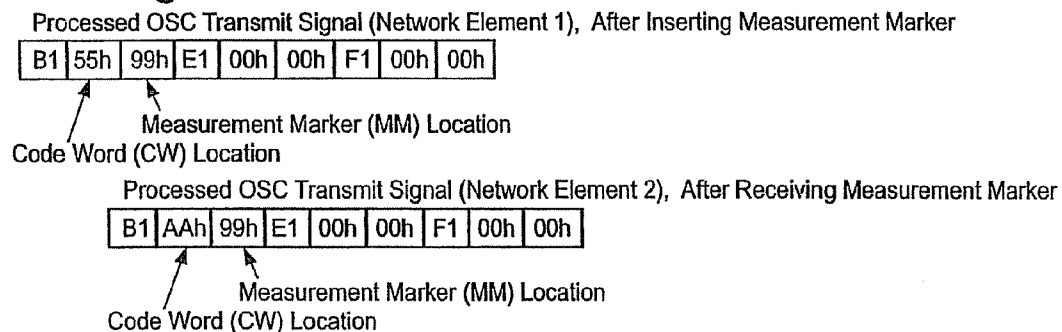 Processed OSC Transmit Signal (Network Element 1), After Inserting Measurement Marker
B1 55h 99h E1 00h 00h F1 00h 00h
Measurement Marker (MM) Location
Code Word (CW) Location
Processed OSC Transmit Signal (Network Element 2), After Receiving Measurement Marker
B1 AAh 99h E1 00h 00h F1 00h 00h
Measurement Marker (MM) Location
Code Word (CW) Location